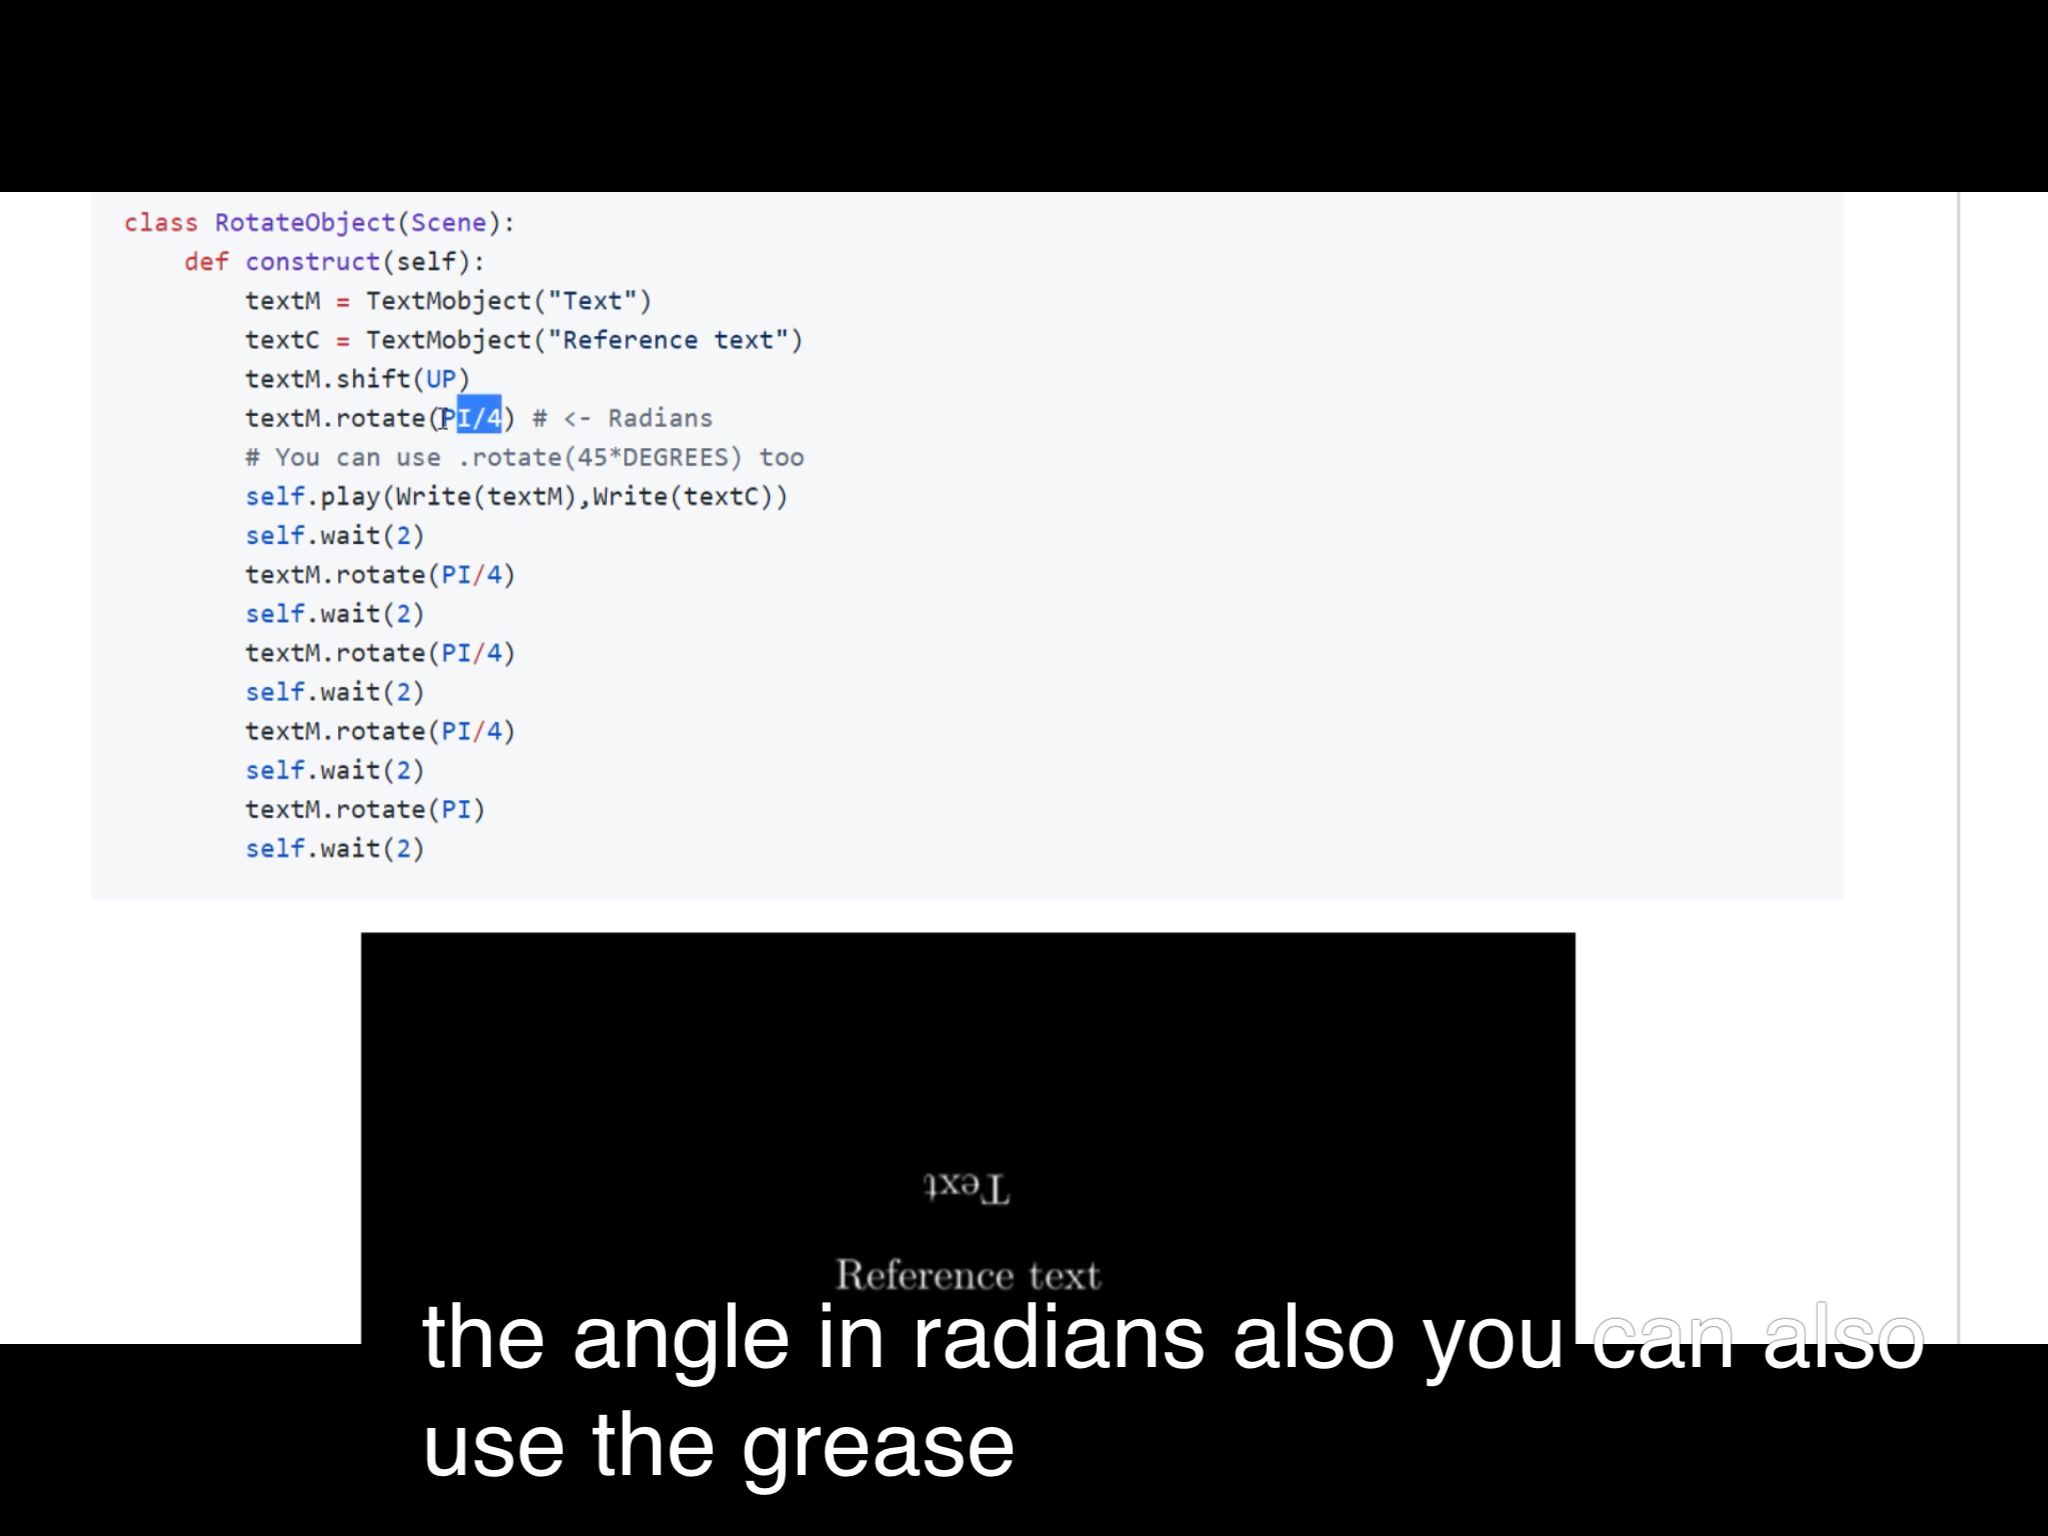 class RotateObject(Scene):
def construct(self):
textM = TextMobject("Text")
textC = TextMobject("Reference text")
textM.shift(UP)
textM.rotate(PI/4) # <- Radians
# You can use .rotate(45*DEGREES) too
self.play(Write(textM),Write(textC))
self.wait(2)
textM.rotate(PI/4)
self.wait(2)
textM.rotate(PI/4)
self.wait(2)
textM.rotate(PI/4)
self.wait(2)
textM.rotate(PI)
self.wait(2)
Text
Reference text
the angle in radians also you can also
use the grease